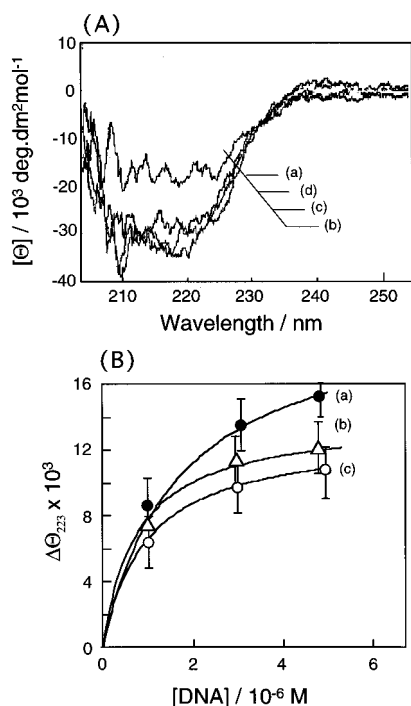 (A)
[Θ] / 10³ deg.dm²mol⁻¹
10
0
-10
-20
-30
-40
(a)
(d)
(c)
(b)
210
220
230
240
250
Wavelength / nm
(B)
ΔΘ₂₂₃ x 10³
16
12
8
4
0
(a)
(b)
(c)
0
2
4
6
[DNA] / 10⁻⁶ M